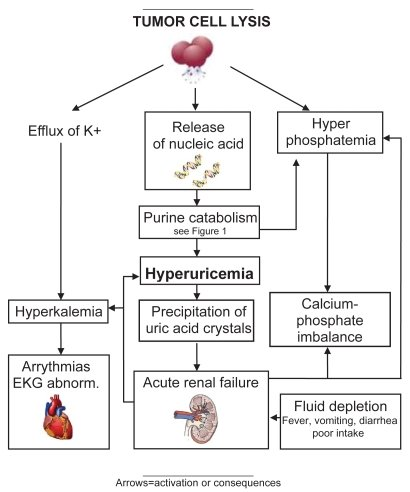 TUMOR CELL LYSIS
Efflux of K+
Release
of nucleic acid
Hyper
phosphatemia
Purine catabolism
see Figure 1
Hyperuricemia
Hyperkalemia
Precipitation of
uric acid crystals
Calcium-
phosphate
imbalance
Arrythmias
EKG abnorm.
Acute renal failure
Fluid depletion
Fever, vomiting, diarrhea
poor intake
Arrows=activation or consequences